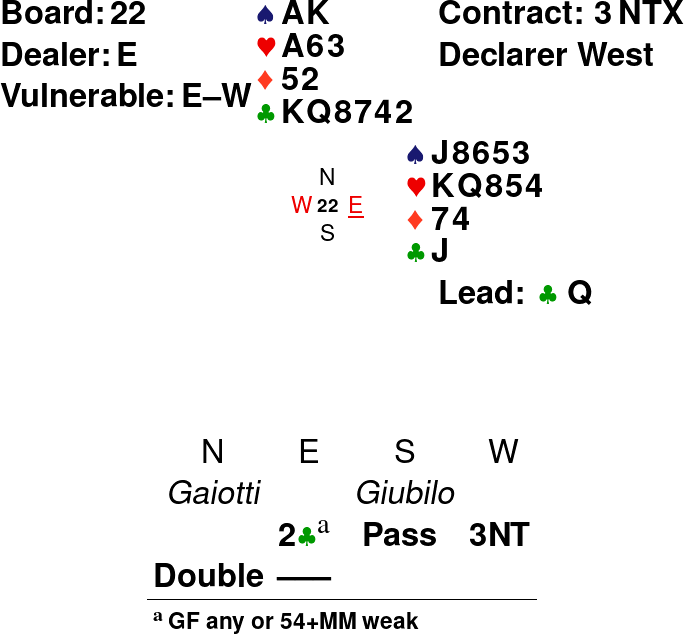 Board: 22
Dealer: E
Vulnerable: E–W
♠ AK
♥ A63
♦ 52
♣ KQ8742
Contract: 3 NTX
Declarer West
♠ J8653
♥ KQ854
♦ 74
♣ J
N
W 22 E
S
Lead: ♣ Q
N E S W
Gaiotti Giubilo
2♣a Pass 3NT
Double —
a GF any or 54+MM weak